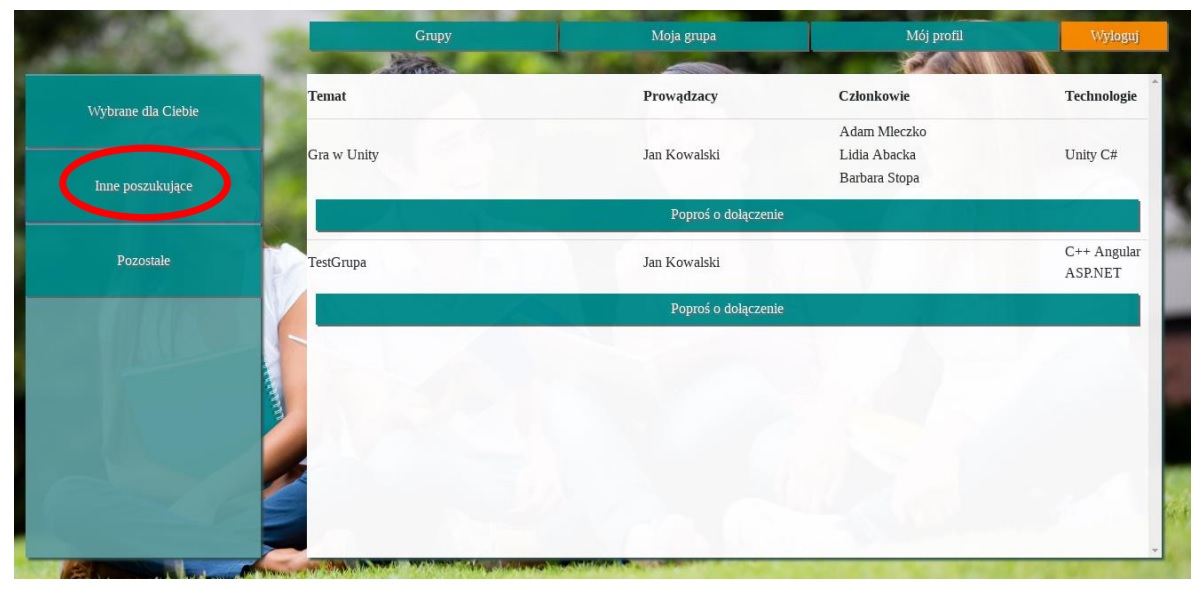 Grupy Moja grupa Mój profil Wyloguj
Wybrane dla Ciebie
Inne poszukujące
Pozostałe
Temat Prowądzacy Członkowie Technologie
Gra w Unity Jan Kowalski Adam Mleczko Unity C#
Lidia Abacka
Barbara Stopa
Poproś o dołączenie
TestGrupa Jan Kowalski C++ Angular
ASP.NET
Poproś o dołączenie